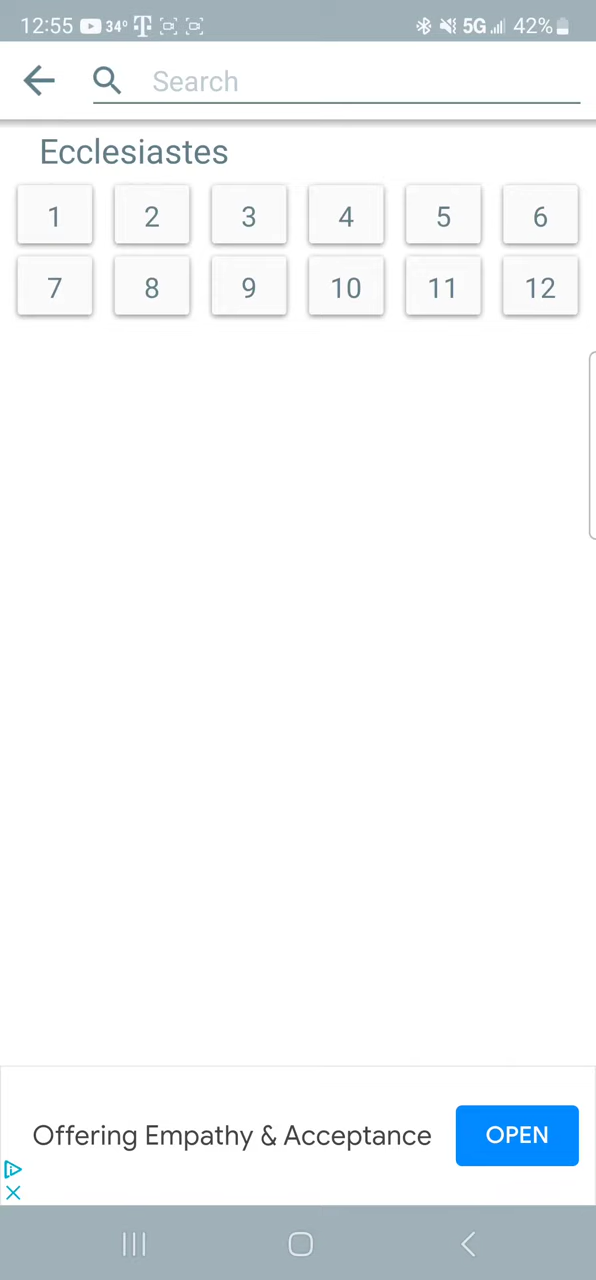 12:55 34° 5G 42%
Search
Ecclesiastes
1 2 3 4 5 6
7 8 9 10 11 12
Offering Empathy & Acceptance OPEN